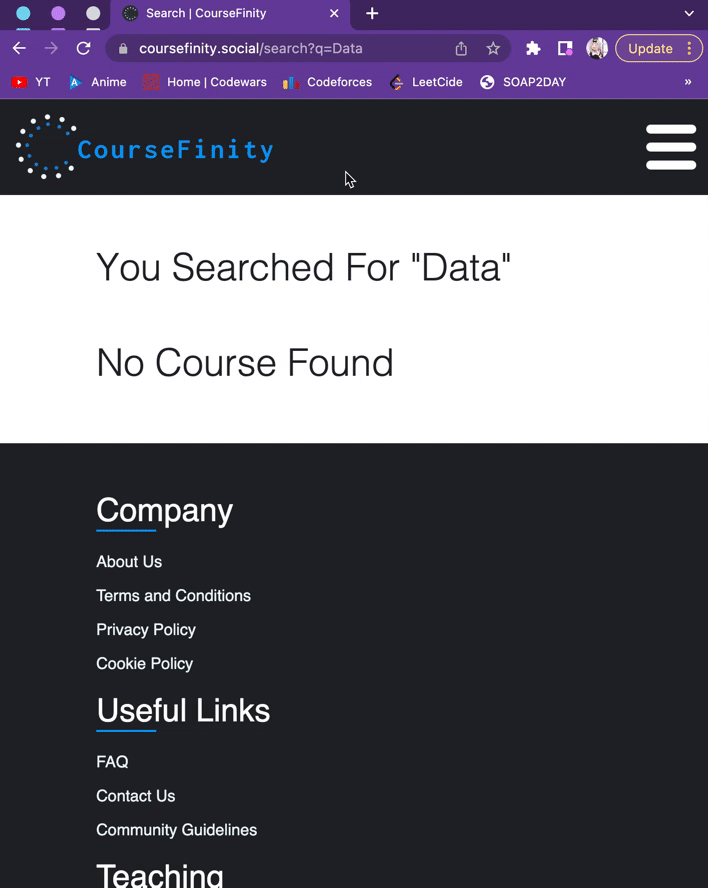 Search | CourseFinity
coursefinity.social/search?q=Data
Update
YT
Anime
Home | Codewars
Codeforces
LeetCide
SOAP2DAY
»
CourseFinity
You Searched For "Data"
No Course Found
Company
About Us
Terms and Conditions
Privacy Policy
Cookie Policy
Useful Links
FAQ
Contact Us
Community Guidelines
Teaching